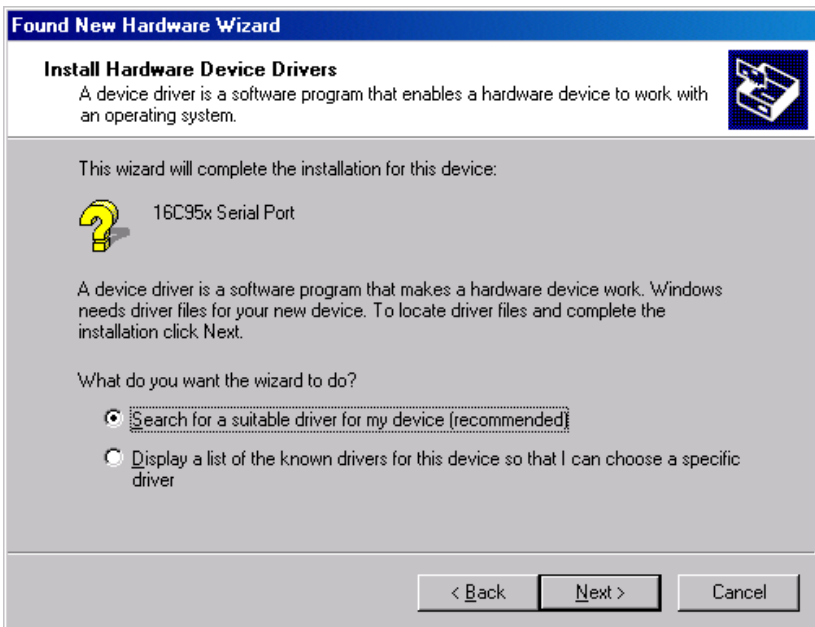 Found New Hardware Wizard
Install Hardware Device Drivers
A device driver is a software program that enables a hardware device to work with
an operating system.
This wizard will complete the installation for this device:
16C95x Serial Port
A device driver is a software program that makes a hardware device work. Windows
needs driver files for your new device. To locate driver files and complete the
installation click Next.
What do you want the wizard to do?
Search for a suitable driver for my device (recommended)
Display a list of the known drivers for this device so that I can choose a specific
driver
< Back Next > Cancel